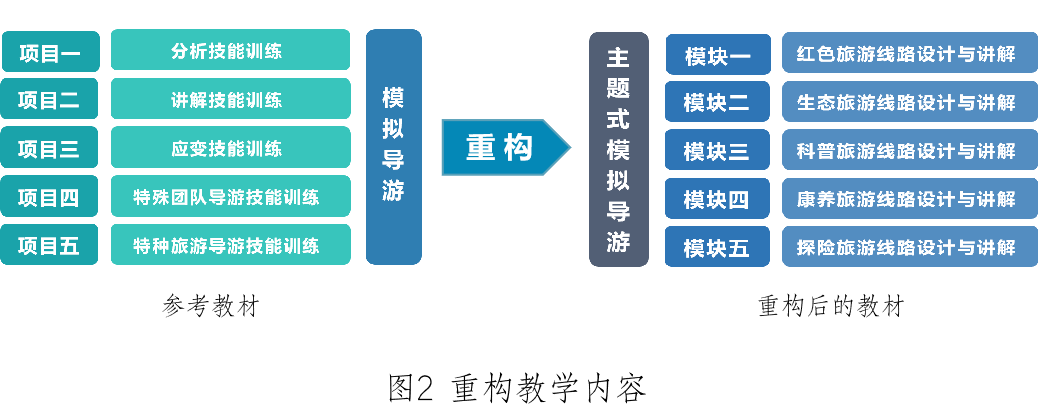 项目一 分析技能训练
项目二 讲解技能训练
项目三 应变技能训练
项目四 特殊团队导游技能训练
项目五 特种旅游导游技能训练
模拟导游
参考教材
重构
主题式模拟导游
模块一 红色旅游线路设计与讲解
模块二 生态旅游线路设计与讲解
模块三 科普旅游线路设计与讲解
模块四 康养旅游线路设计与讲解
模块五 探险旅游线路设计与讲解
重构后的教材
图2 重构教学内容